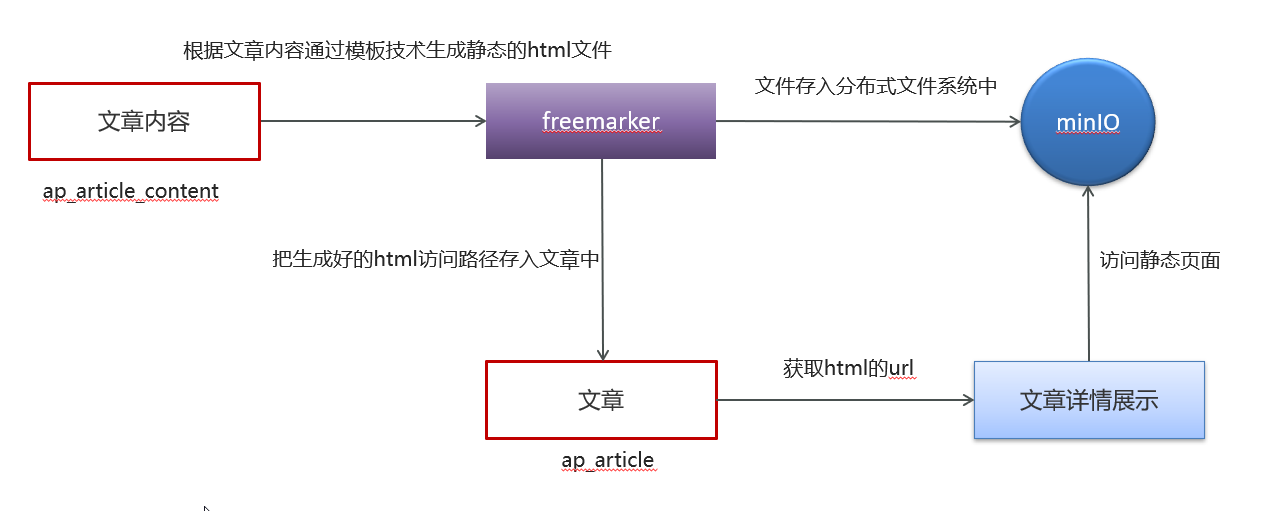 根据文章内容通过模板技术生成静态的html文件
文件存入分布式文件系统中
文章内容
freemarker
minIO
ap_article_content
把生成好的html访问路径存入文章中
访问静态页面
获取html的url
文章
文章详情展示
ap_article